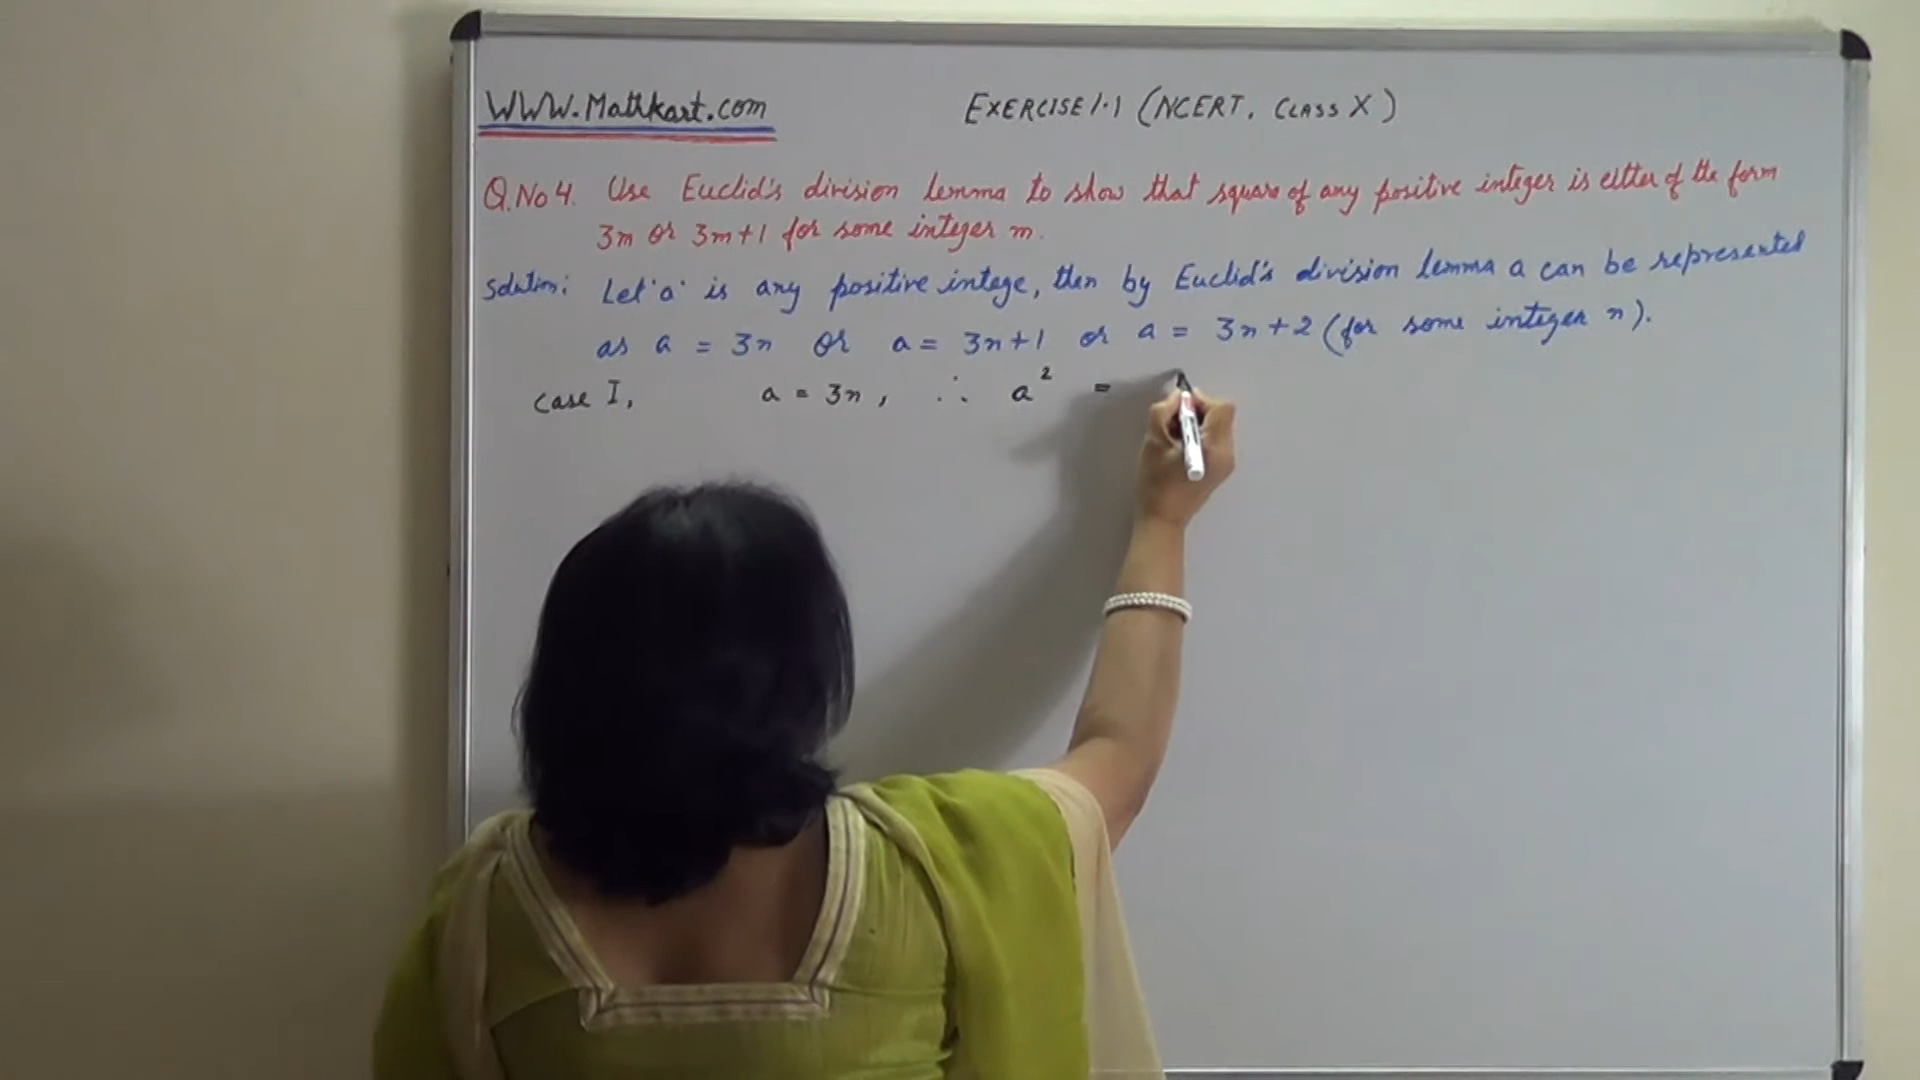 WWW.Mathkart.com EXERCISE 1.1 (NCERT, CLASS X)
Q.No 4. Use Euclid's division lemma to show that square of any positive integer is either of the form
3m or 3m+1 for some integer m.
Solution: Let 'a' is any positive intege, then by Euclid's division lemma a can be represented
as a = 3n or a = 3n+1 or a = 3n+2 (for some integer n).
Case I, a = 3n, ∴ a² =